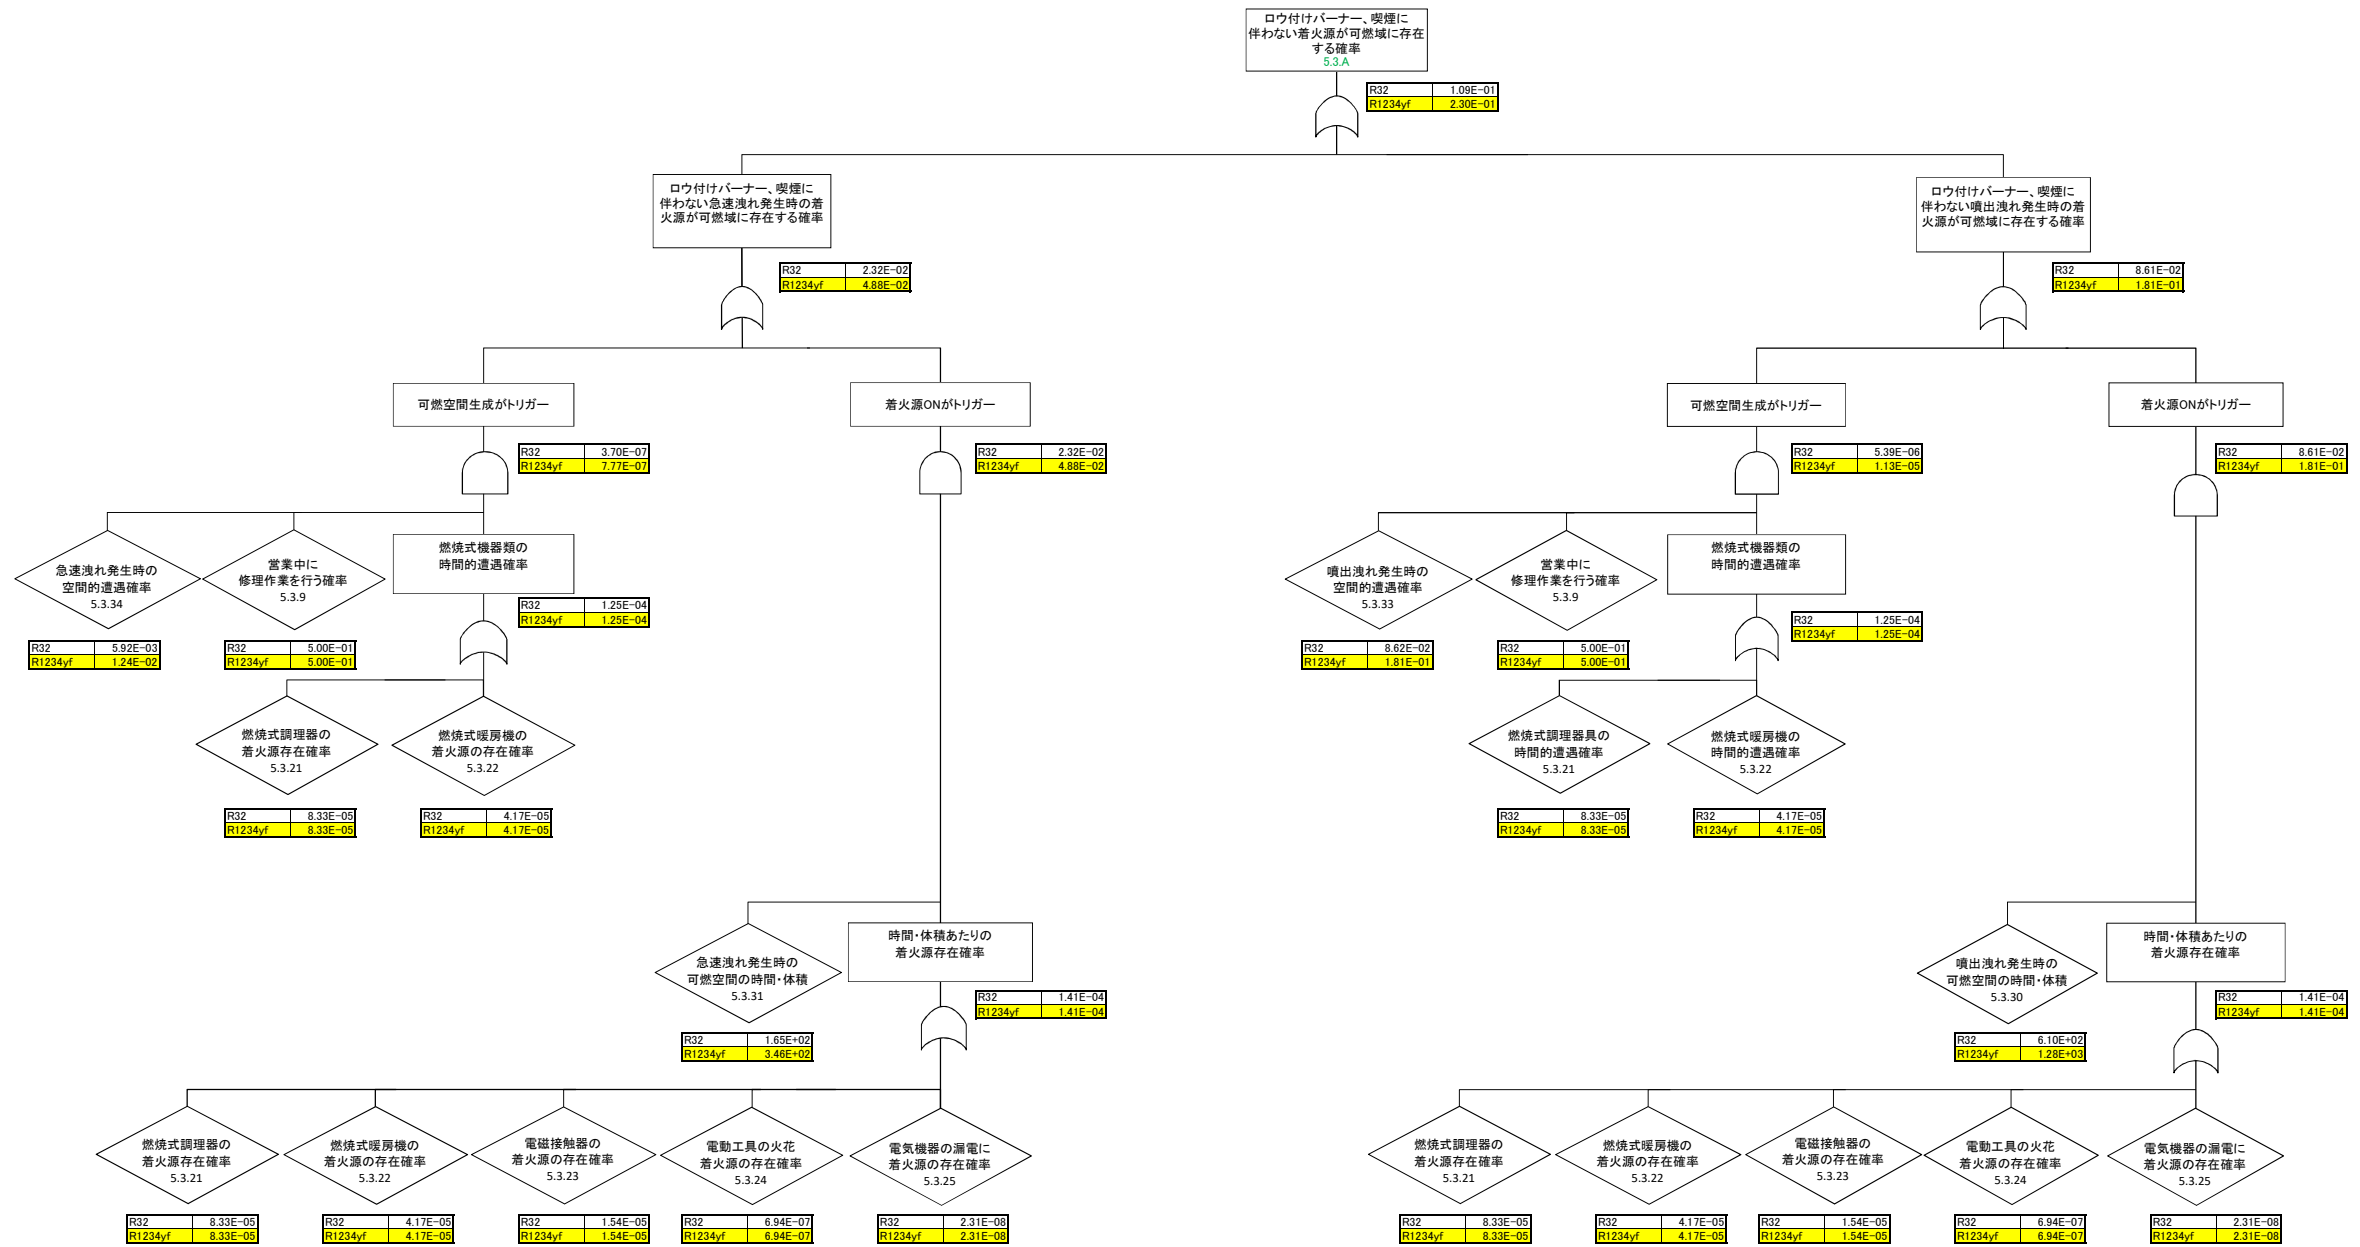 ロウ付けバーナー、喫煙に
伴わない着火源が可燃域に存在
する確率
5.3.A
R32 1.09E-01
R1234yf 2.30E-01
ロウ付けバーナー、喫煙に
伴わない急速洩れ発生時の着
火源が可燃域に存在する確率
R32 2.32E-02
R1234yf 4.88E-02
ロウ付けバーナー、喫煙に
伴わない噴出洩れ発生時の着
火源が可燃域に存在する確率
R32 8.61E-02
R1234yf 1.81E-01
可燃空間生成がトリガー
R32 3.70E-07
R1234yf 7.77E-07
着火源ONがトリガー
R32 2.32E-02
R1234yf 4.88E-02
可燃空間生成がトリガー
R32 5.39E-06
R1234yf 1.13E-05
着火源ONがトリガー
R32 8.61E-02
R1234yf 1.81E-01
急速洩れ発生時の
空間的遭遇確率
5.3.34
R32 5.92E-03
R1234yf 1.24E-02
営業中に
修理作業を行う確率
5.3.9
R32 5.00E-01
R1234yf 5.00E-01
燃焼式機器類の
時間的遭遇確率
R32 1.25E-04
R1234yf 1.25E-04
噴出洩れ発生時の
空間的遭遇確率
5.3.33
R32 8.62E-02
R1234yf 1.81E-01
営業中に
修理作業を行う確率
5.3.9
R32 5.00E-01
R1234yf 5.00E-01
燃焼式機器類の
時間的遭遇確率
R32 1.25E-04
R1234yf 1.25E-04
燃焼式調理器の
着火源存在確率
5.3.21
R32 8.33E-05
R1234yf 8.33E-05
燃焼式暖房機の
着火源の存在確率
5.3.22
R32 4.17E-05
R1234yf 4.17E-05
燃焼式調理器具の
時間的遭遇確率
5.3.21
R32 8.33E-05
R1234yf 8.33E-05
燃焼式暖房機の
時間的遭遇確率
5.3.22
R32 4.17E-05
R1234yf 4.17E-05
急速洩れ発生時の
可燃空間の時間・体積
5.3.31
R32 1.65E+02
R1234yf 3.46E+02
時間・体積あたりの
着火源存在確率
R32 1.41E-04
R1234yf 1.41E-04
噴出洩れ発生時の
可燃空間の時間・体積
5.3.30
R32 6.10E+02
R1234yf 1.28E+03
時間・体積あたりの
着火源存在確率
R32 1.41E-04
R1234yf 1.41E-04
燃焼式調理器の
着火源存在確率
5.3.21
R32 8.33E-05
R1234yf 8.33E-05
燃焼式暖房機の
着火源の存在確率
5.3.22
R32 4.17E-05
R1234yf 4.17E-05
電磁接触器の
着火源の存在確率
5.3.23
R32 1.54E-05
R1234yf 1.54E-05
電動工具の火花
着火源の存在確率
5.3.24
R32 6.94E-07
R1234yf 6.94E-07
電気機器の漏電に
着火源の存在確率
5.3.25
R32 2.31E-08
R1234yf 2.31E-08
燃焼式調理器の
着火源存在確率
5.3.21
R32 8.33E-05
R1234yf 8.33E-05
燃焼式暖房機の
着火源の存在確率
5.3.22
R32 4.17E-05
R1234yf 4.17E-05
電磁接触器の
着火源の存在確率
5.3.23
R32 1.54E-05
R1234yf 1.54E-05
電動工具の火花
着火源の存在確率
5.3.24
R32 6.94E-07
R1234yf 6.94E-07
電気機器の漏電に
着火源の存在確率
5.3.25
R32 2.31E-08
R1234yf 2.31E-08